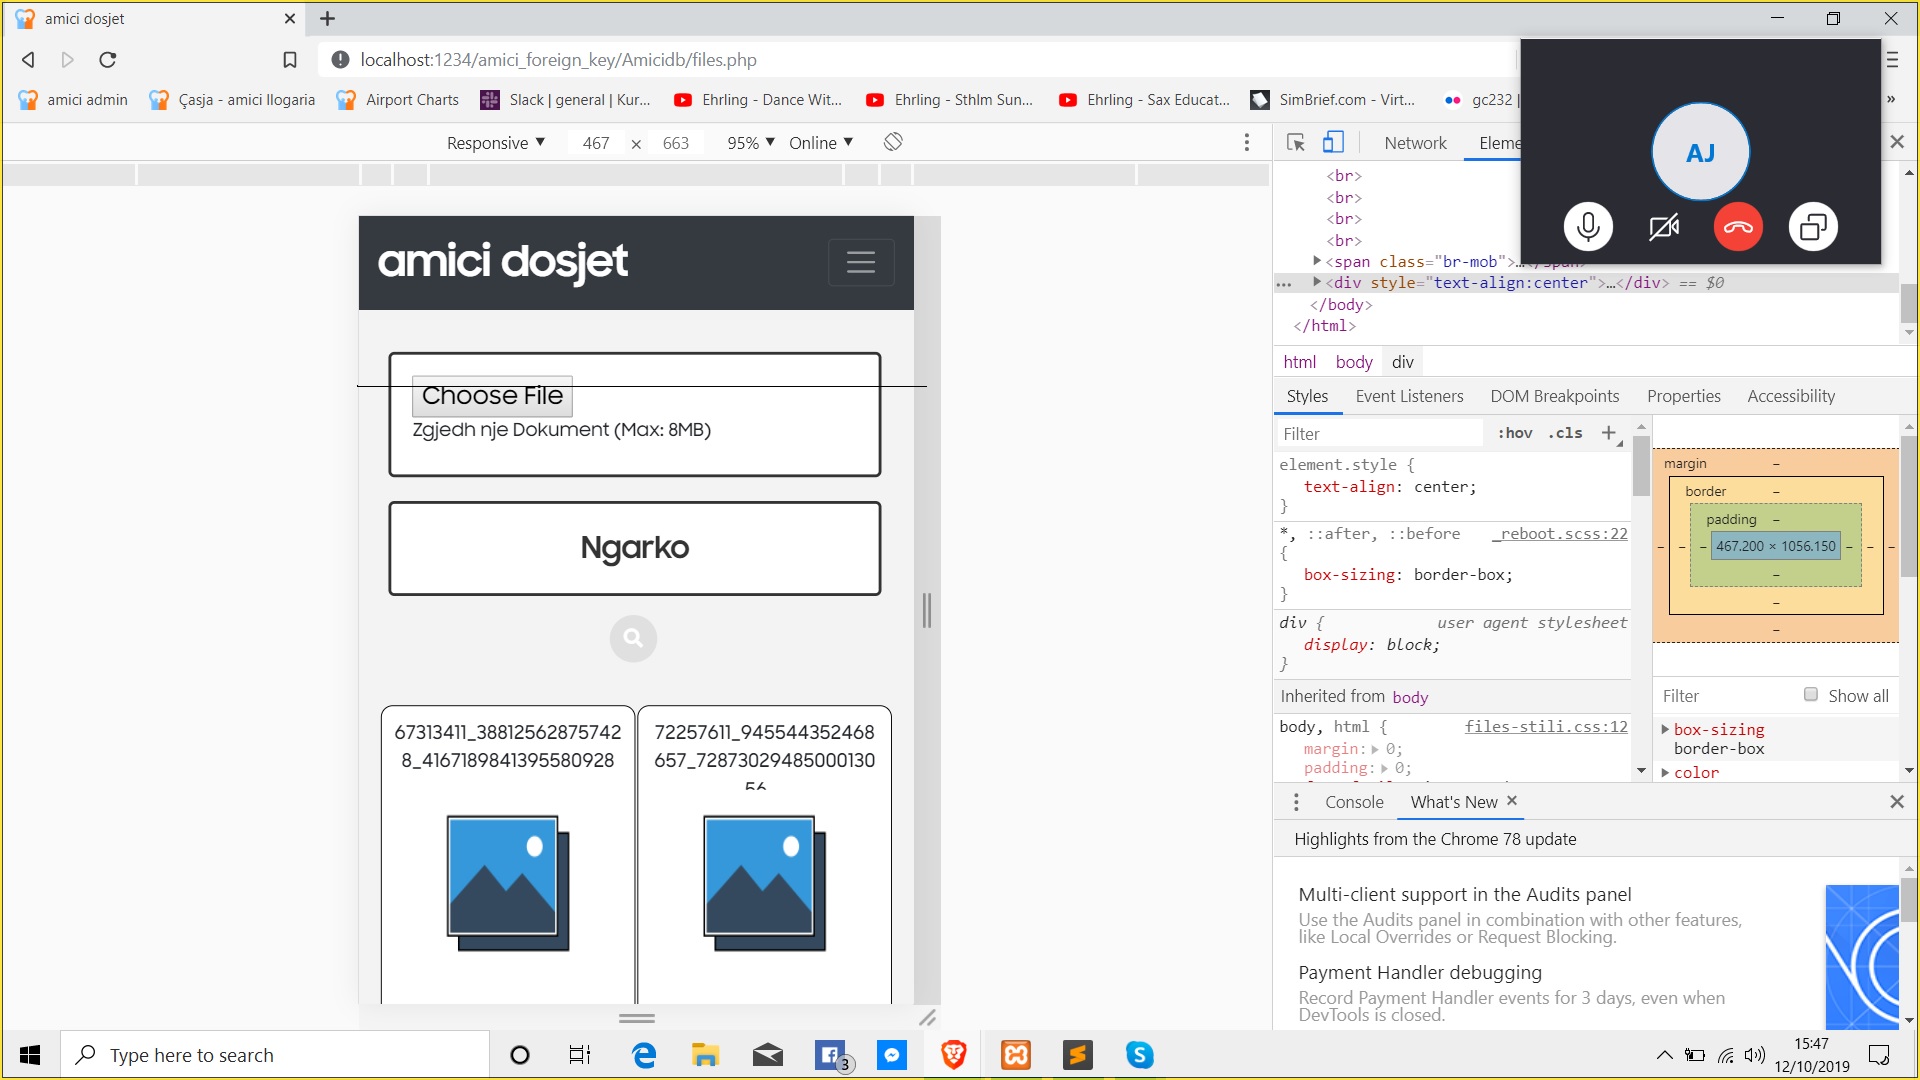 amici dosjet
localhost:1234/amici_foreign_key/Amicidb/files.php
amici admin
Çasja - amici llogaria
Airport Charts
Slack | general | Kur...
Ehrling - Dance Wit...
Ehrling - Sthlm Sun...
Ehrling - Sax Educat...
SimBrief.com - Virt...
gc232 |
»
Responsive ▼ 467 × 663 95% ▼ Online ▼
Network
Eleme
AJ
<br>
<br>
<br>
<br>
<span class="br-mob">…</span>
… <div style="text-align:center">…</div> == $0
</body>
</html>
html body div
Styles Event Listeners DOM Breakpoints Properties Accessibility
Filter :hov .cls +
element.style {
text-align: center;
}
*, ::after, ::before _reboot.scss:22
{
box-sizing: border-box;
}
div { user agent stylesheet
display: block;
}
Inherited from body
body, html { files-stili.css:12
margin: 0;
padding: 0;
margin –
border –
padding –
– – – 467.200 × 1056.150 – – –
–
–
–
Filter Show all
box-sizing
border-box
color
Console What's New ×
Highlights from the Chrome 78 update
Multi-client support in the Audits panel
Use the Audits panel in combination with other features,
like Local Overrides or Request Blocking.
Payment Handler debugging
Record Payment Handler events for 3 days, even when
DevTools is closed.
amici dosjet
Choose File
Zgjedh nje Dokument (Max: 8MB)
Ngarko
67313411_38812562875742
8_4167189841395580928
72257611_945544352468
657_72873029485000130
56
Type here to search
3
15:47
12/10/2019